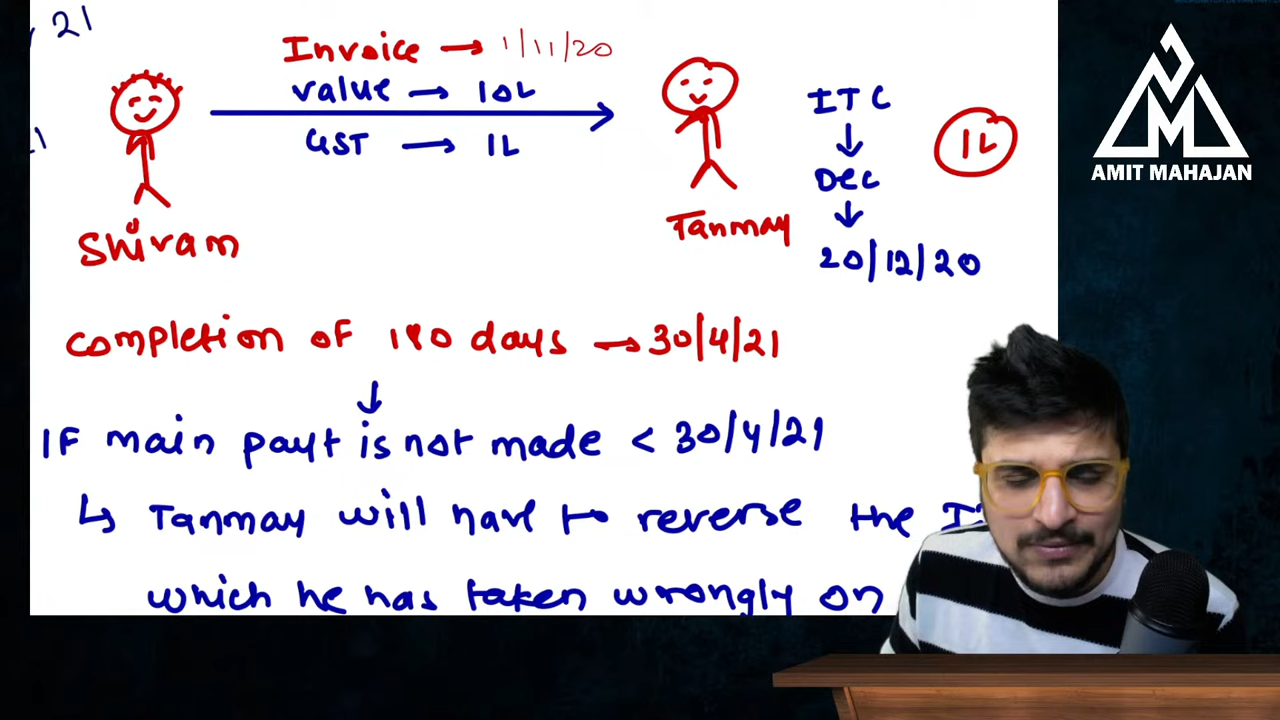 21
Invoice → 1/11/20
value → 10L
GST → 1L
ITC
↓
DEC
↓
20/12/20
1L
Shivam
Tanmay
completion of 180 days → 30/4/21
↓
IF main payt is not made < 30/4/21
↳ Tanmay will have to reverse the
which he has taken wrongly on
AMIT MAHAJAN